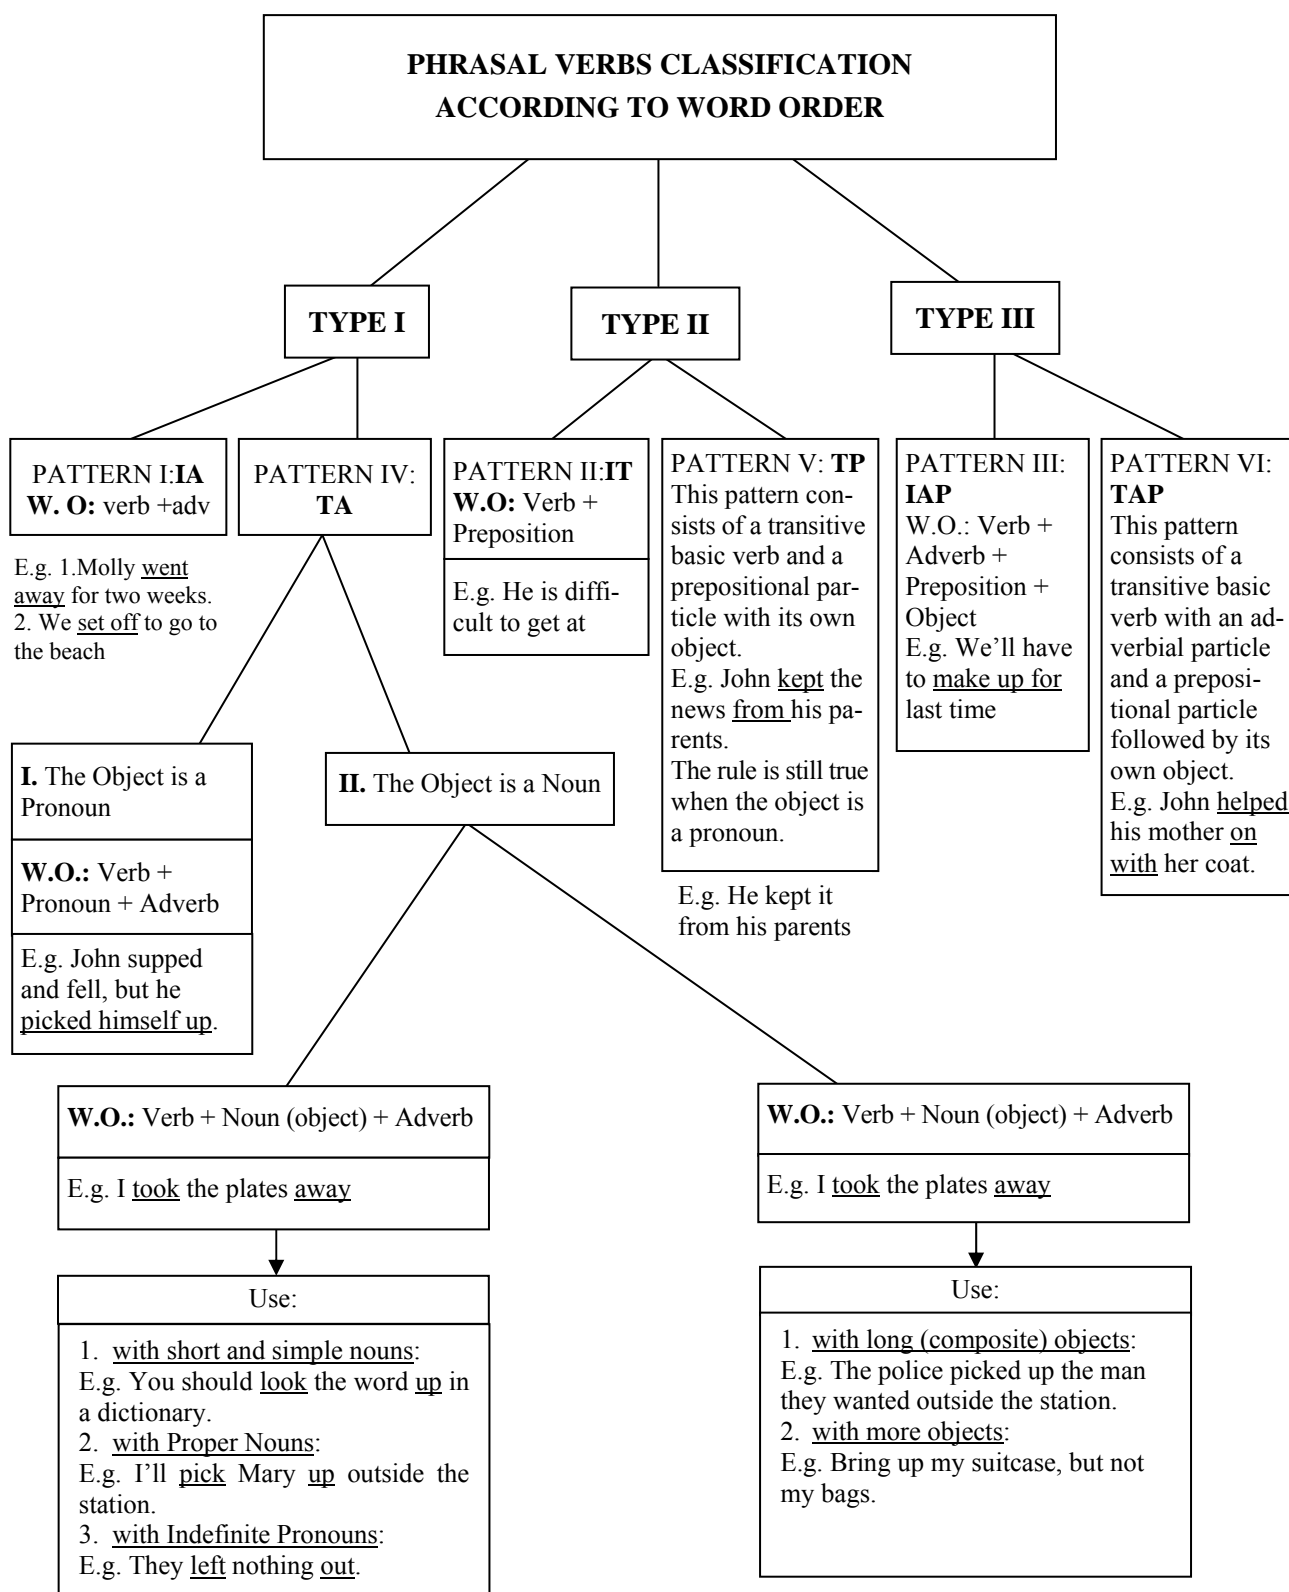 PHRASAL VERBS CLASSIFICATION
ACCORDING TO WORD ORDER
TYPE I
TYPE II
TYPE III
PATTERN I:IA
W. O: verb +adv
E.g. 1.Molly went
away for two weeks.
2. We set off to go to
the beach
PATTERN IV:
TA
PATTERN II:IT
W.O: Verb +
Preposition
E.g. He is diffi-
cult to get at
PATTERN V: TP
This pattern con-
sists of a transitive
basic verb and a
prepositional par-
ticle with its own
object.
E.g. John kept the
news from his pa-
rents.
The rule is still true
when the object is
a pronoun.
E.g. He kept it
from his parents
PATTERN III:
IAP
W.O.: Verb +
Adverb +
Preposition +
Object
E.g. We’ll have
to make up for
last time
PATTERN VI:
TAP
This pattern
consists of a
transitive basic
verb with an ad-
verbial particle
and a preposi-
tional particle
followed by its
own object.
E.g. John helped
his mother on
with her coat.
I. The Object is a
Pronoun
W.O.: Verb +
Pronoun + Adverb
E.g. John supped
and fell, but he
picked himself up.
II. The Object is a Noun
W.O.: Verb + Noun (object) + Adverb
E.g. I took the plates away
Use:
1. with short and simple nouns:
E.g. You should look the word up in
a dictionary.
2. with Proper Nouns:
E.g. I’ll pick Mary up outside the
station.
3. with Indefinite Pronouns:
E.g. They left nothing out.
W.O.: Verb + Noun (object) + Adverb
E.g. I took the plates away
Use:
1. with long (composite) objects:
E.g. The police picked up the man
they wanted outside the station.
2. with more objects:
E.g. Bring up my suitcase, but not
my bags.